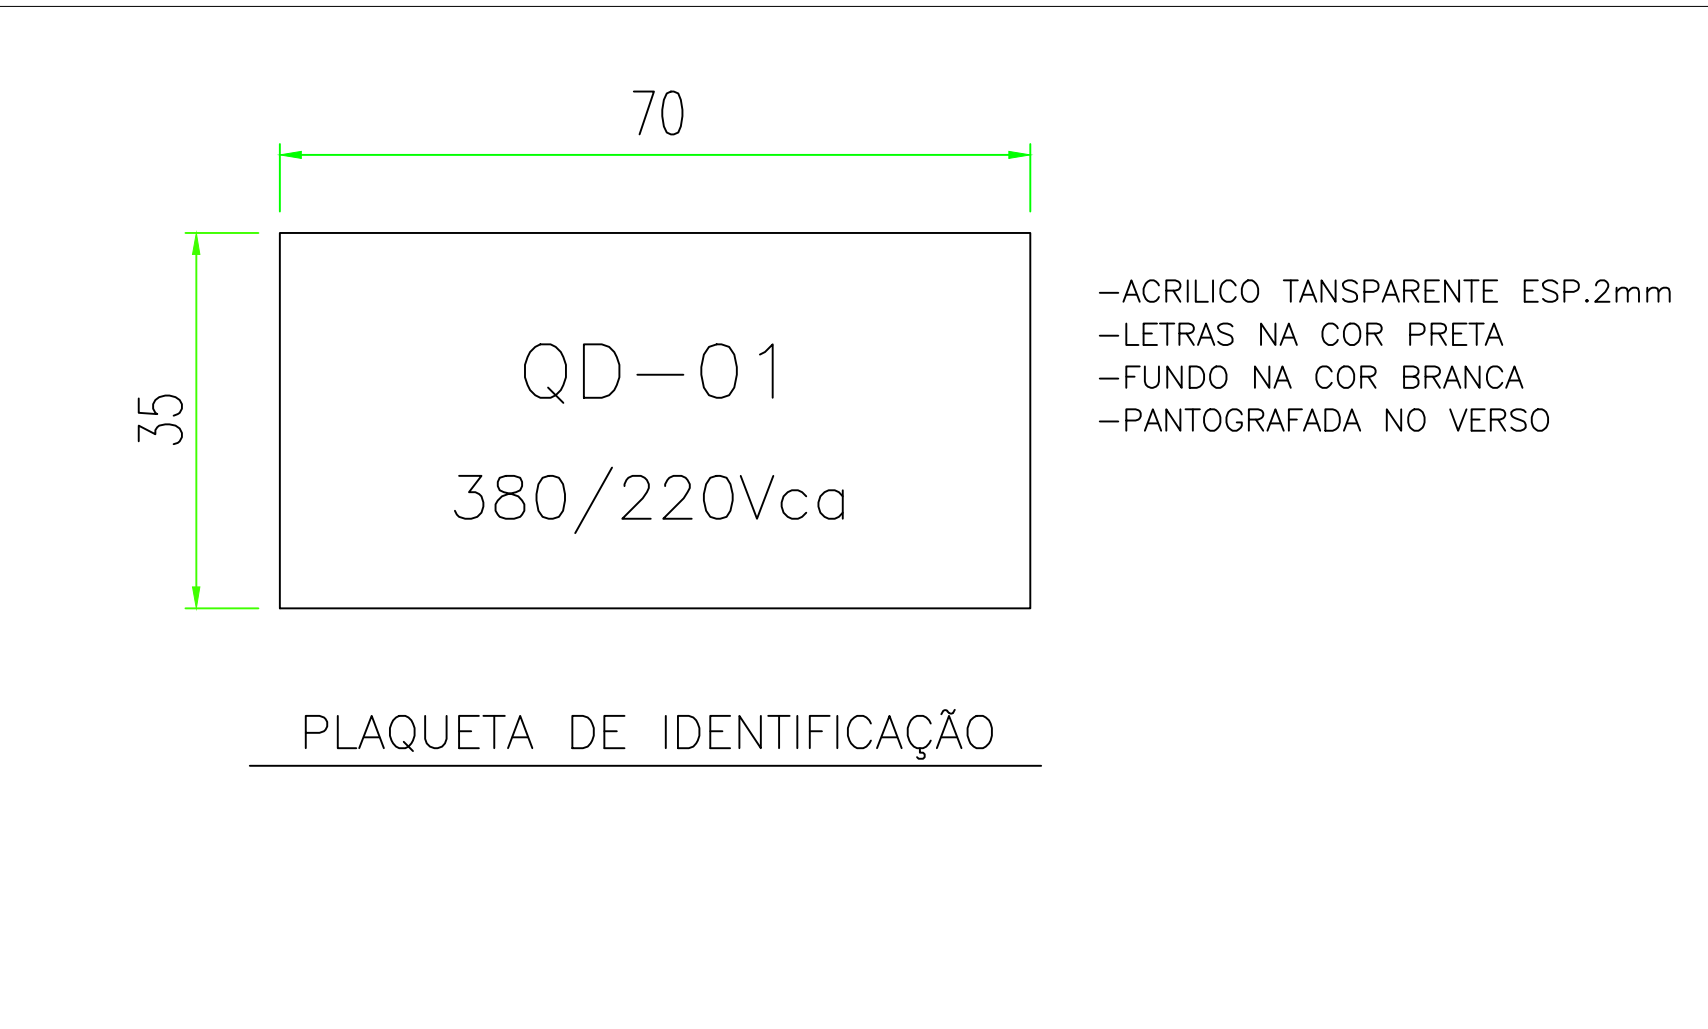 70
35
QD-01
380/220Vca
-ACRILICO TANSPARENTE ESP.2mm
-LETRAS NA COR PRETA
-FUNDO NA COR BRANCA
-PANTOGRAFADA NO VERSO
PLAQUETA DE IDENTIFICAÇÃO